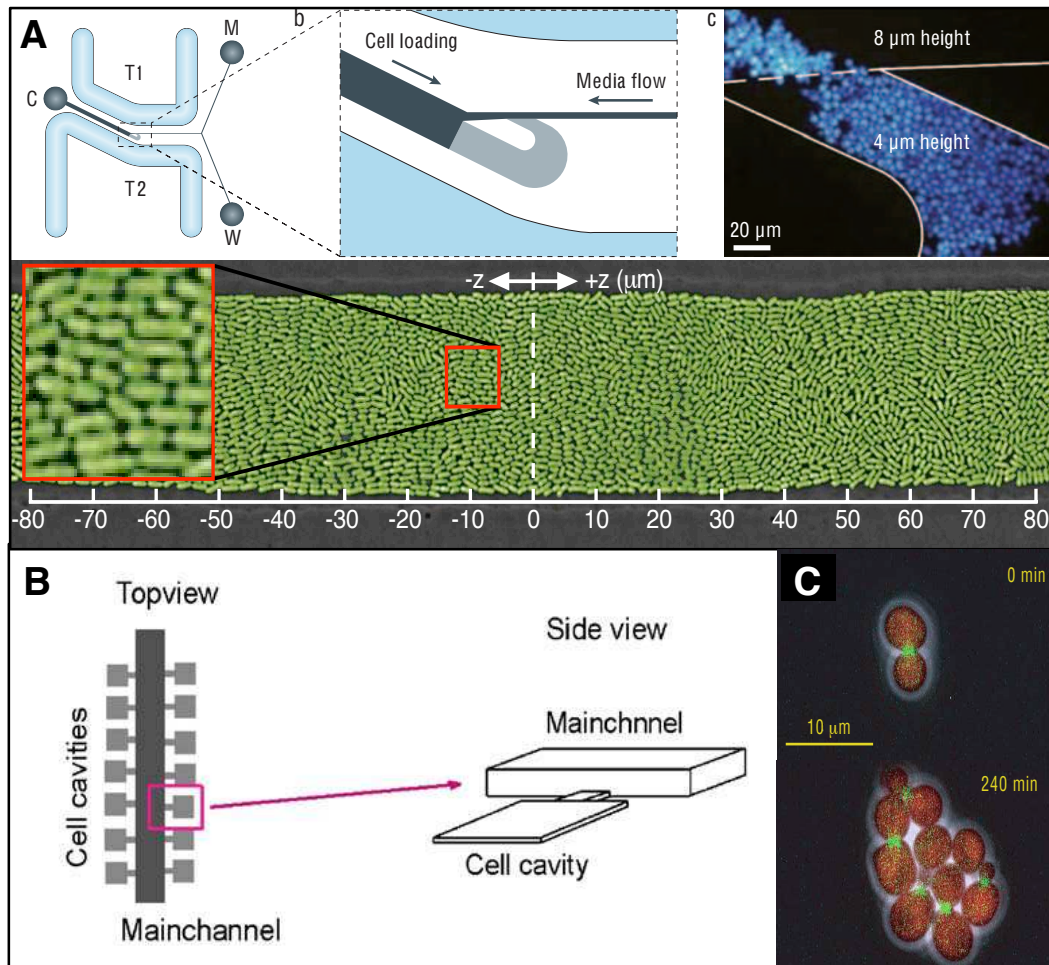 A
b
c
T1
C
M
T2
W
Cell loading
Media flow
8 µm height
4 µm height
20 µm
-z +z (µm)
-80 -70 -60 -50 -40 -30 -20 -10 0 10 20 30 40 50 60 70 80
B
Topview
Cell cavities
Mainchannel
Side view
Mainchnnel
Cell cavity
C
0 min
10 µm
240 min